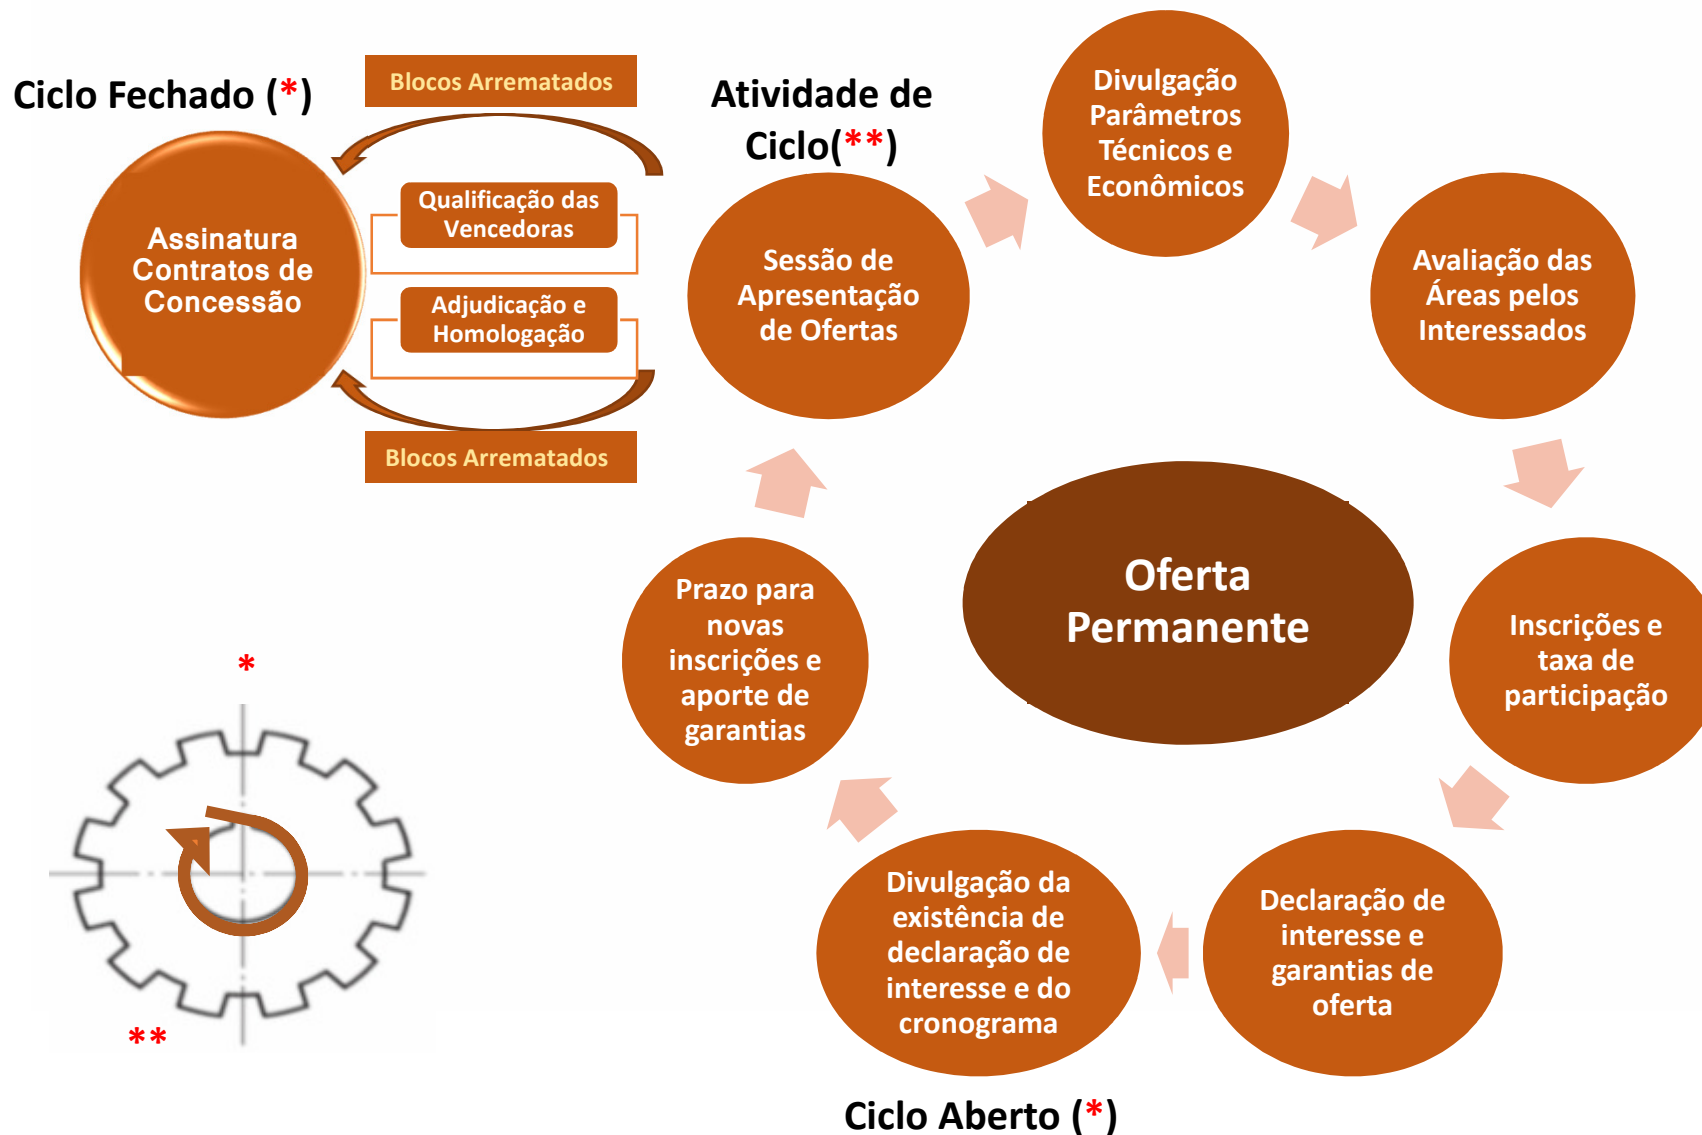 Ciclo Fechado (*)
Blocos Arrematados
Qualificação das
Vencedoras
Adjudicação e
Homologação
Blocos Arrematados
Assinatura
Contratos de
Concessão
Atividade de
Ciclo(**)
Sessão de
Apresentação
de Ofertas
Divulgação
Parâmetros
Técnicos e
Econômicos
Avaliação das
Áreas pelos
Interessados
Inscrições e
taxa de
participação
Declaração de
interesse e
garantias de
oferta
Divulgação da
existência de
declaração de
interesse e do
cronograma
Ciclo Aberto (*)
Prazo para
novas
inscrições e
aporte de
garantias
Oferta
Permanente
*
**